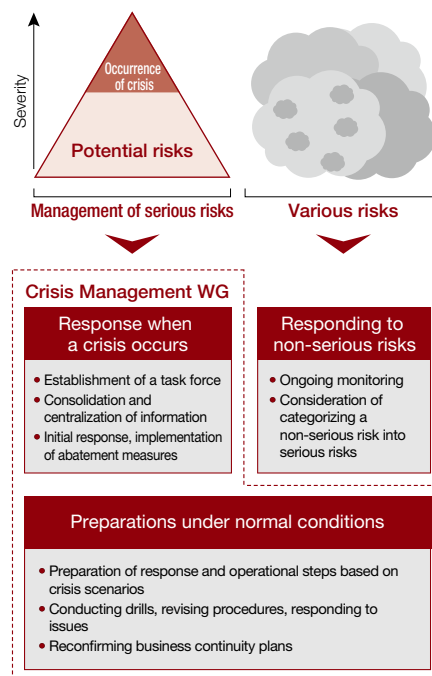 Severity
Occurrence
of crisis
Potential risks
Management of serious risks
Various risks
Crisis Management WG
Response when
a crisis occurs
• Establishment of a task force
• Consolidation and
centralization of information
• Initial response, implementation
of abatement measures
Responding to
non-serious risks
• Ongoing monitoring
• Consideration of
categorizing a
non-serious risk into
serious risks
Preparations under normal conditions
• Preparation of response and operational steps based on
crisis scenarios
• Conducting drills, revising procedures, responding to
issues
• Reconfirming business continuity plans